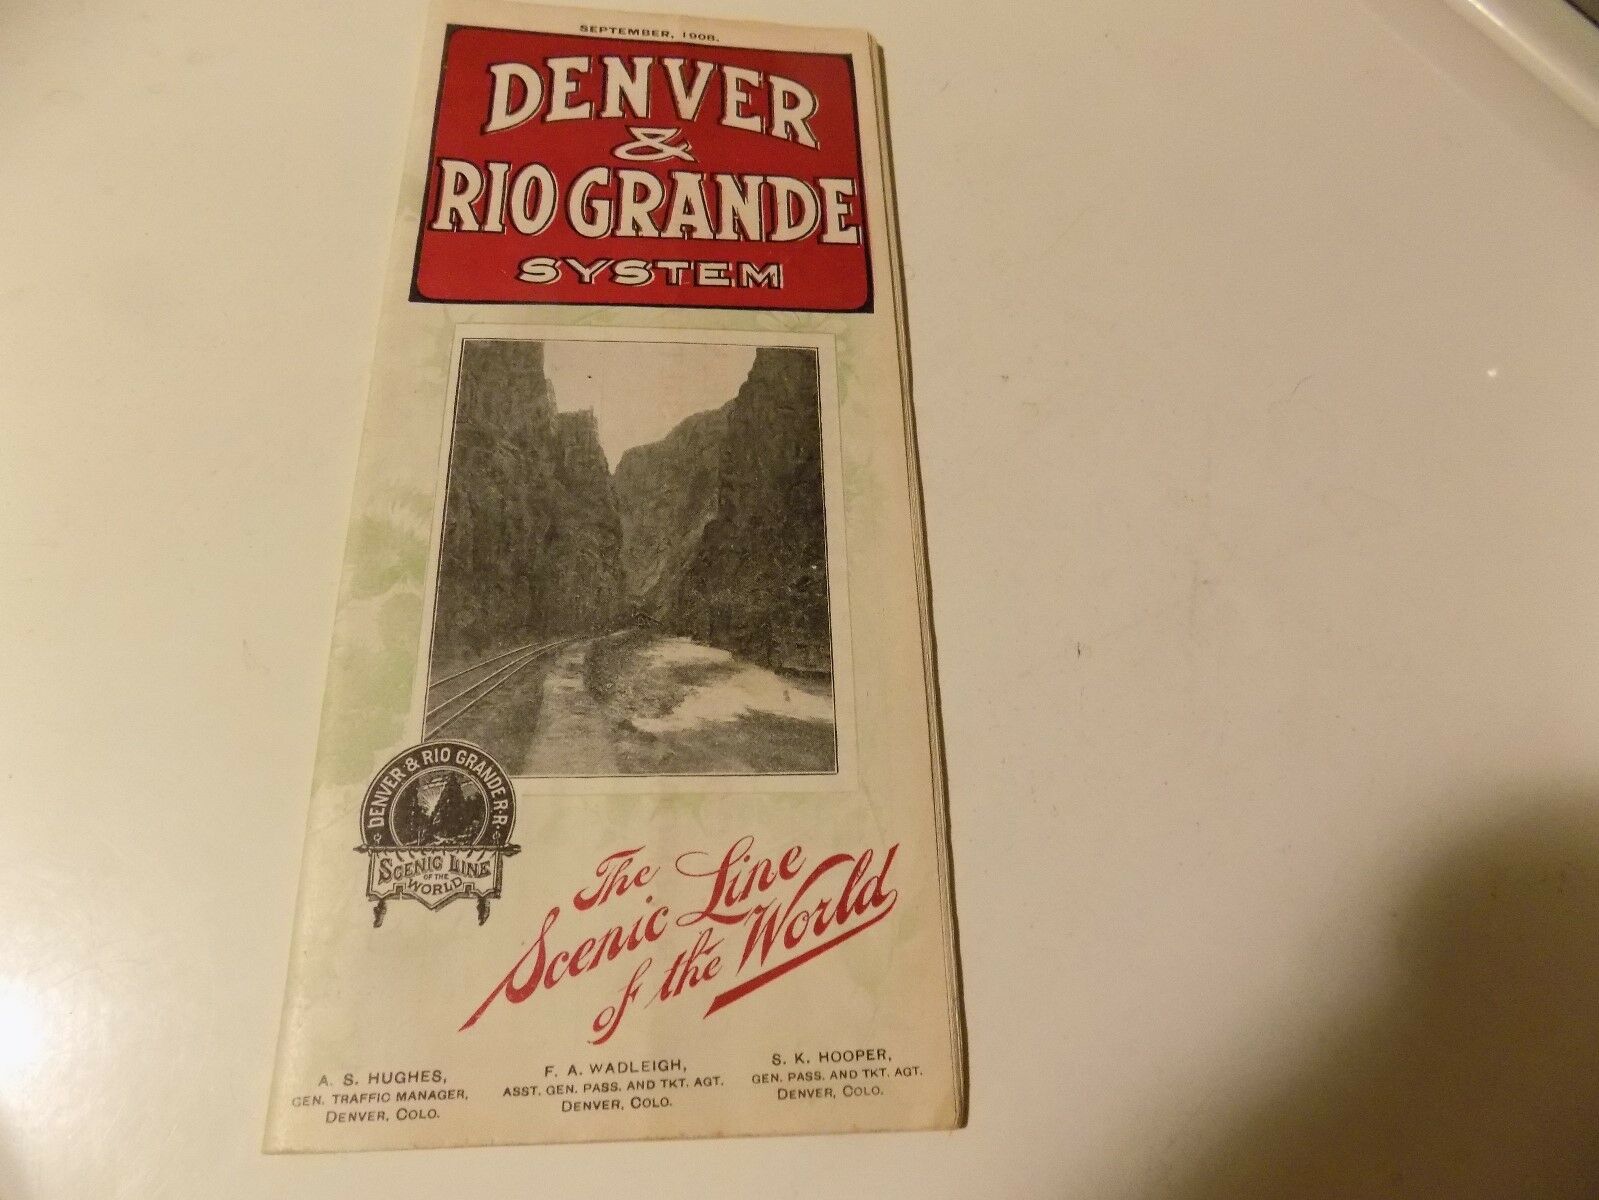 SEPTEMBER, 1908.
DENVER
&
RIO GRANDE
SYSTEM
DENVER & RIO GRANDE R.R.
SCENIC LINE
OF THE
WORLD
The
Scenic Line
of the World
A. S. HUGHES,
GEN. TRAFFIC MANAGER,
DENVER, COLO.
F. A. WADLEIGH,
ASST. GEN. PASS. AND TKT. AGT.
DENVER, COLO.
S. K. HOOPER,
GEN. PASS. AND TKT. AGT.
DENVER, COLO.